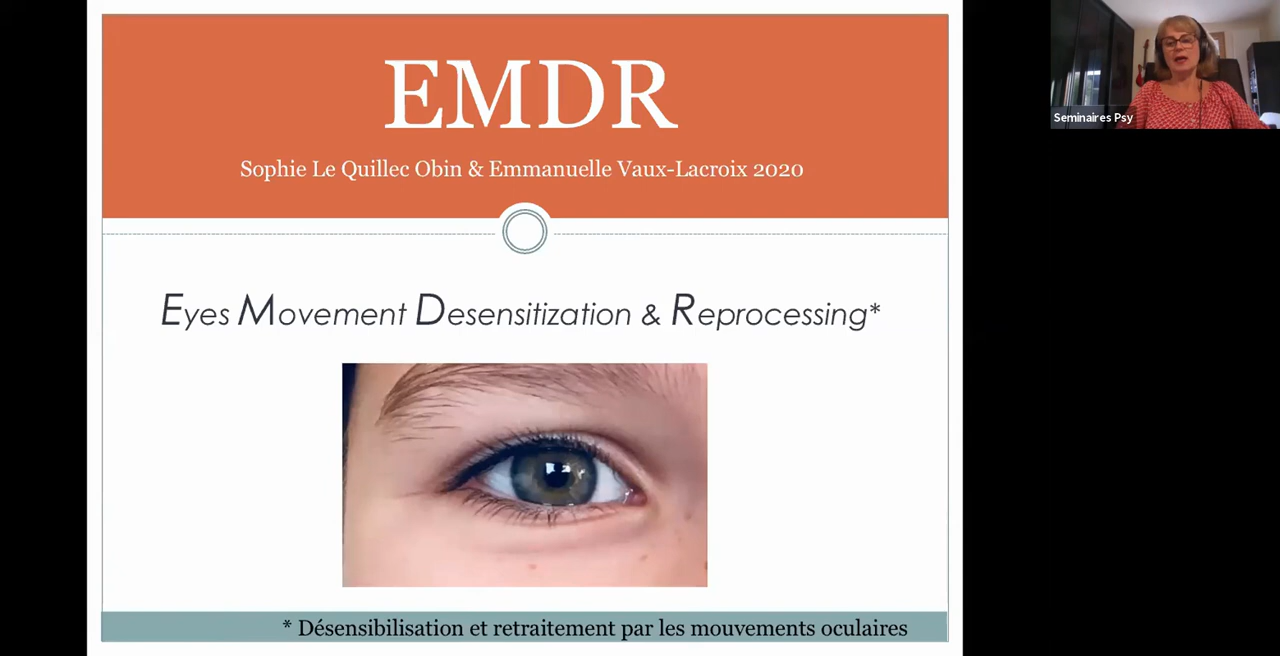 EMDR
Sophie Le Quillec Obin & Emmanuelle Vaux-Lacroix 2020
Eyes Movement Desensitization & Reprocessing*
* Désensibilisation et retraitement par les mouvements oculaires
Seminaires Psy